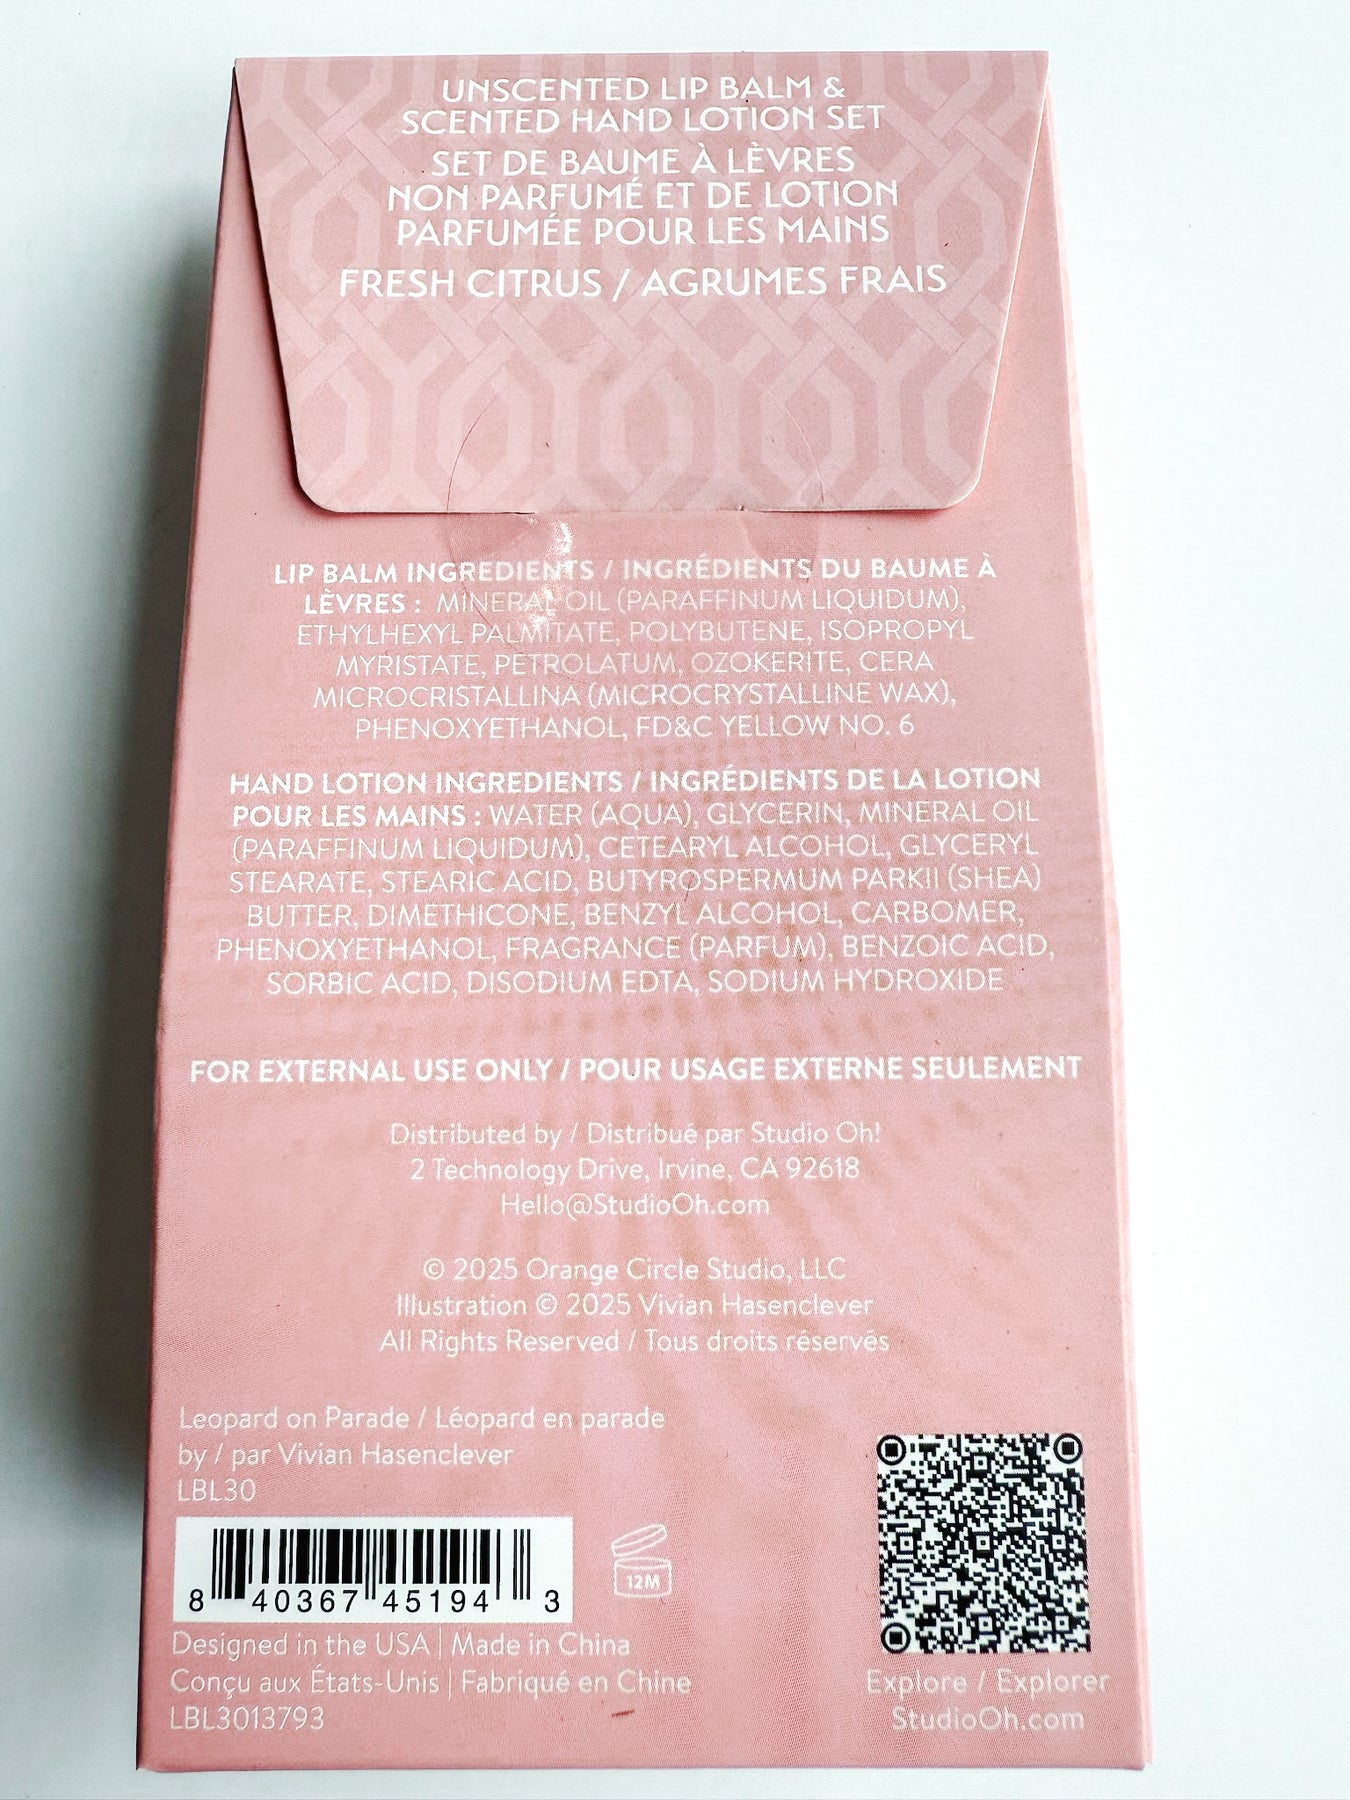 UNSCENTED LIP BALM &
SCENTED HAND LOTION SET
SET DE BAUME À LÈVRES
NON PARFUMÉ ET DE LOTION
PARFUMÉE POUR LES MAINS
FRESH CITRUS / AGRUMES FRAIS
LIP BALM INGREDIENTS / INGRÉDIENTS DU BAUME À
LÈVRES : MINERAL OIL (PARAFFINUM LIQUIDUM),
ETHYLHEXYL PALMITATE, POLYBUTENE, ISOPROPYL
MYRISTATE, PETROLATUM, OZOKERITE, CERA
MICROCRISTALLINA (MICROCRYSTALLINE WAX),
PHENOXYETHANOL, FD&C YELLOW NO. 6
HAND LOTION INGREDIENTS / INGRÉDIENTS DE LA LOTION
POUR LES MAINS : WATER (AQUA), GLYCERIN, MINERAL OIL
(PARAFFINUM LIQUIDUM), CETEARYL ALCOHOL, GLYCERYL
STEARATE, STEARIC ACID, BUTYROSPERMUM PARKII (SHEA)
BUTTER, DIMETHICONE, BENZYL ALCOHOL, CARBOMER,
PHENOXYETHANOL, FRAGRANCE (PARFUM), BENZOIC ACID,
SORBIC ACID, DISODIUM EDTA, SODIUM HYDROXIDE
FOR EXTERNAL USE ONLY / POUR USAGE EXTERNE SEULEMENT
Distributed by / Distribué par Studio Oh!
2 Technology Drive, Irvine, CA 92618
Hello@StudioOh.com
© 2025 Orange Circle Studio, LLC
Illustration © 2025 Vivian Hasenclever
All Rights Reserved / Tous droits réservés
Leopard on Parade / Léopard en parade
by / par Vivian Hasenclever
LBL30
8 40367 45194 3
12M
Designed in the USA | Made in China
Conçu aux États-Unis | Fabriqué en Chine
LBL3013793
Explore / Explorer
StudioOh.com